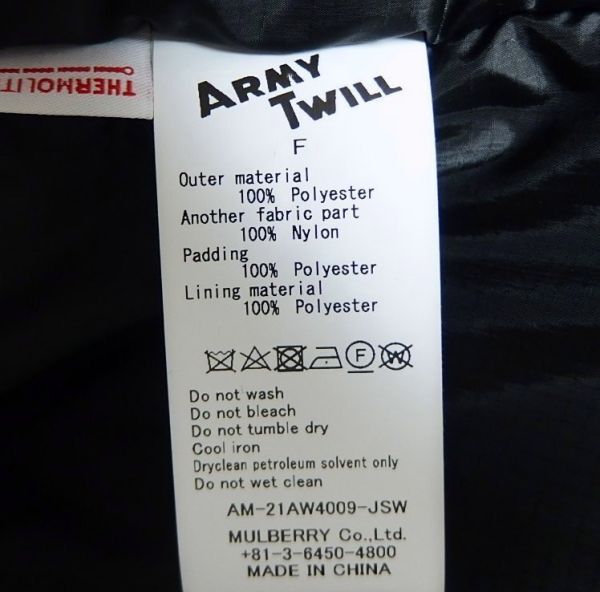 THERMOLIT
ARMY
TWILL
F
Outer material
100% Polyester
Another fabric part
100% Nylon
Padding
100% Polyester
Lining material
100% Polyester
F W
Do not wash
Do not bleach
Do not tumble dry
Cool iron
Dryclean petroleum solvent only
Do not wet clean
AM-21AW4009-JSW
MULBERRY Co.,Ltd.
+81-3-6450-4800
MADE IN CHINA